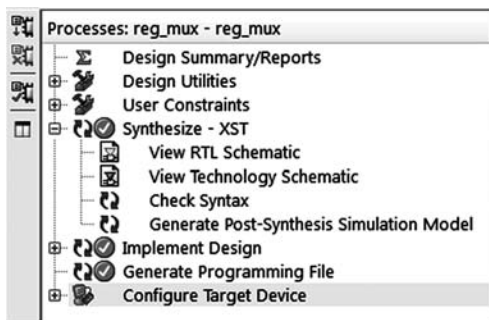 Processes: reg_mux - reg_mux
Design Summary/Reports
Design Utilities
User Constraints
Synthesize - XST
View RTL Schematic
View Technology Schematic
Check Syntax
Generate Post-Synthesis Simulation Model
Implement Design
Generate Programming File
Configure Target Device